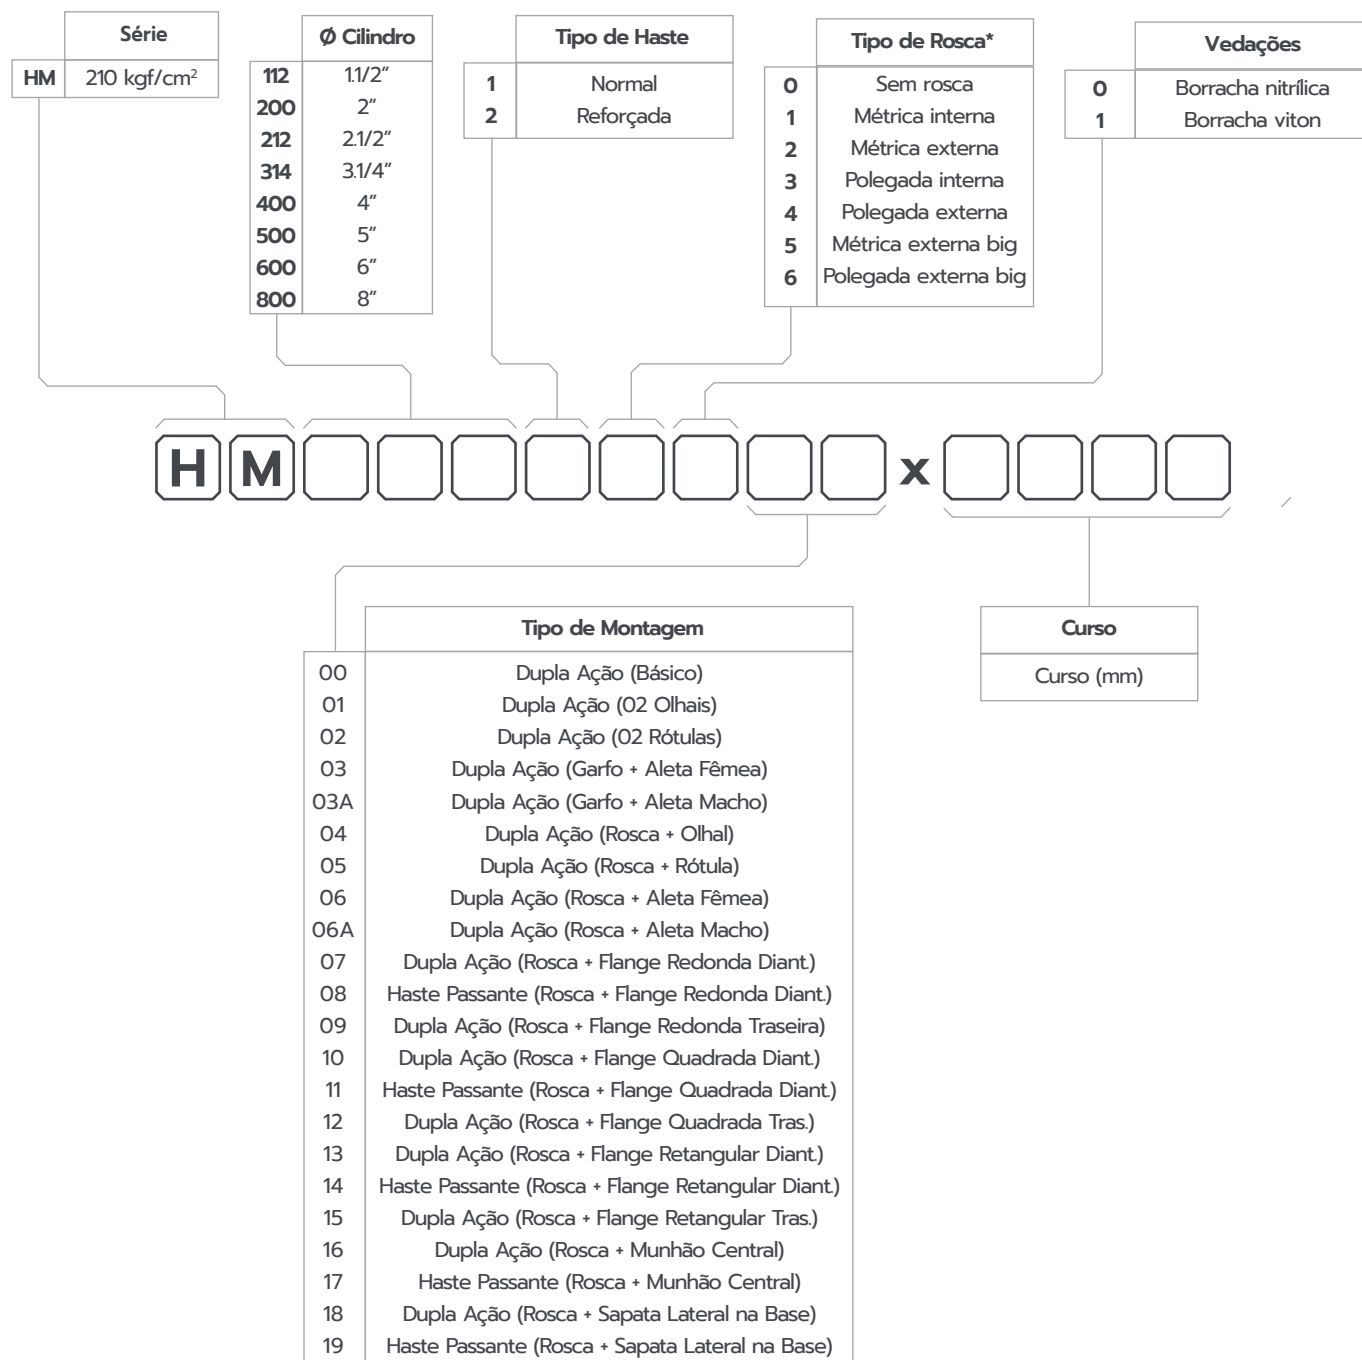 Série
HM 210 kgf/cm²
Ø Cilindro
112 1.1/2”
200 2”
212 2.1/2”
314 3.1/4”
400 4”
500 5”
600 6”
800 8”
Tipo de Haste
1 Normal
2 Reforçada
Tipo de Rosca*
0 Sem rosca
1 Métrica interna
2 Métrica externa
3 Polegada interna
4 Polegada externa
5 Métrica externa big
6 Polegada externa big
Vedações
0 Borracha nitrílica
1 Borracha viton
H M x
Tipo de Montagem
00 Dupla Ação (Básico)
01 Dupla Ação (02 Olhais)
02 Dupla Ação (02 Rótulas)
03 Dupla Ação (Garfo + Aleta Fêmea)
03A Dupla Ação (Garfo + Aleta Macho)
04 Dupla Ação (Rosca + Olhal)
05 Dupla Ação (Rosca + Rótula)
06 Dupla Ação (Rosca + Aleta Fêmea)
06A Dupla Ação (Rosca + Aleta Macho)
07 Dupla Ação (Rosca + Flange Redonda Diant.)
08 Haste Passante (Rosca + Flange Redonda Diant.)
09 Dupla Ação (Rosca + Flange Redonda Traseira)
10 Dupla Ação (Rosca + Flange Quadrada Diant.)
11 Haste Passante (Rosca + Flange Quadrada Diant.)
12 Dupla Ação (Rosca + Flange Quadrada Tras.)
13 Dupla Ação (Rosca + Flange Retangular Diant.)
14 Haste Passante (Rosca + Flange Retangular Diant.)
15 Dupla Ação (Rosca + Flange Retangular Tras.)
16 Dupla Ação (Rosca + Munhão Central)
17 Haste Passante (Rosca + Munhão Central)
18 Dupla Ação (Rosca + Sapata Lateral na Base)
19 Haste Passante (Rosca + Sapata Lateral na Base)
Curso
Curso (mm)